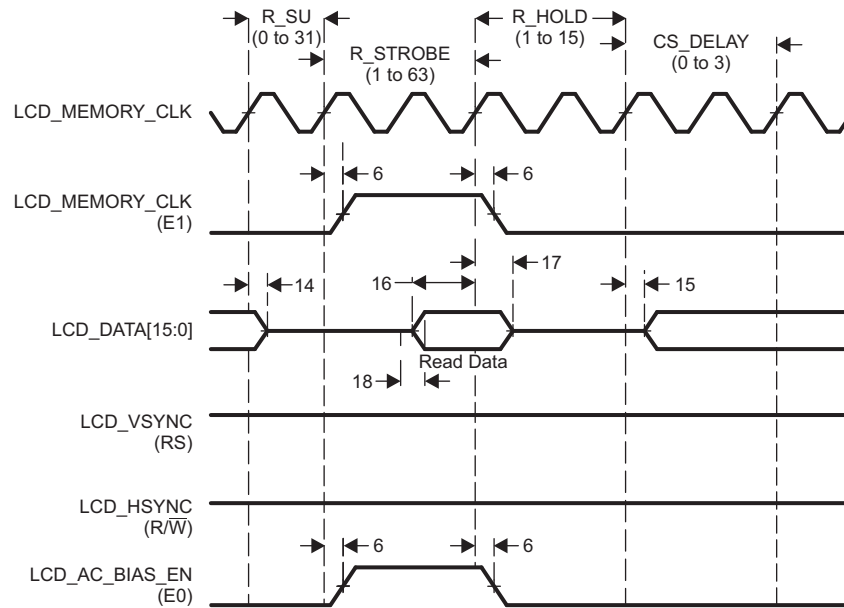 R_SU
(0 to 31)
R_STROBE
(1 to 63)
R_HOLD
(1 to 15)
CS_DELAY
(0 to 3)
LCD_MEMORY_CLK
6
6
LCD_MEMORY_CLK
(E1)
14
16
17
15
LCD_DATA[15:0]
Read Data
18
LCD_VSYNC
(RS)
LCD_HSYNC
(R/W̅)
6
6
LCD_AC_BIAS_EN
(E0)